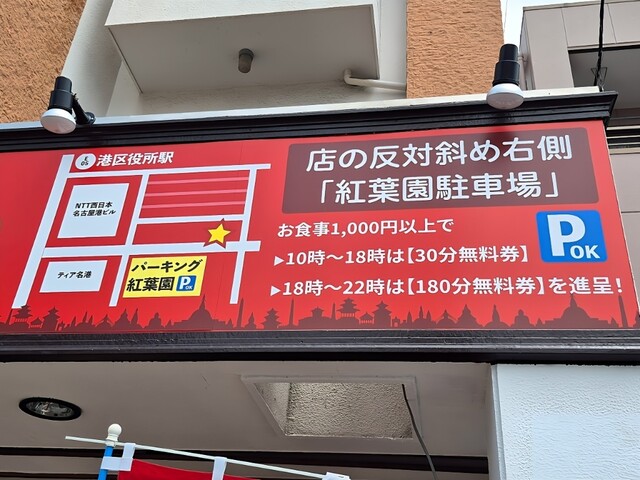 E05 港区役所駅
NTT西日本
名古屋港ビル
ティア名港
パーキング
紅葉園 P OK
店の反対斜め右側
「紅葉園駐車場」
お食事1,000円以上で
▶10時〜18時は【30分無料券】
▶18時〜22時は【180分無料券】を進呈!
P OK